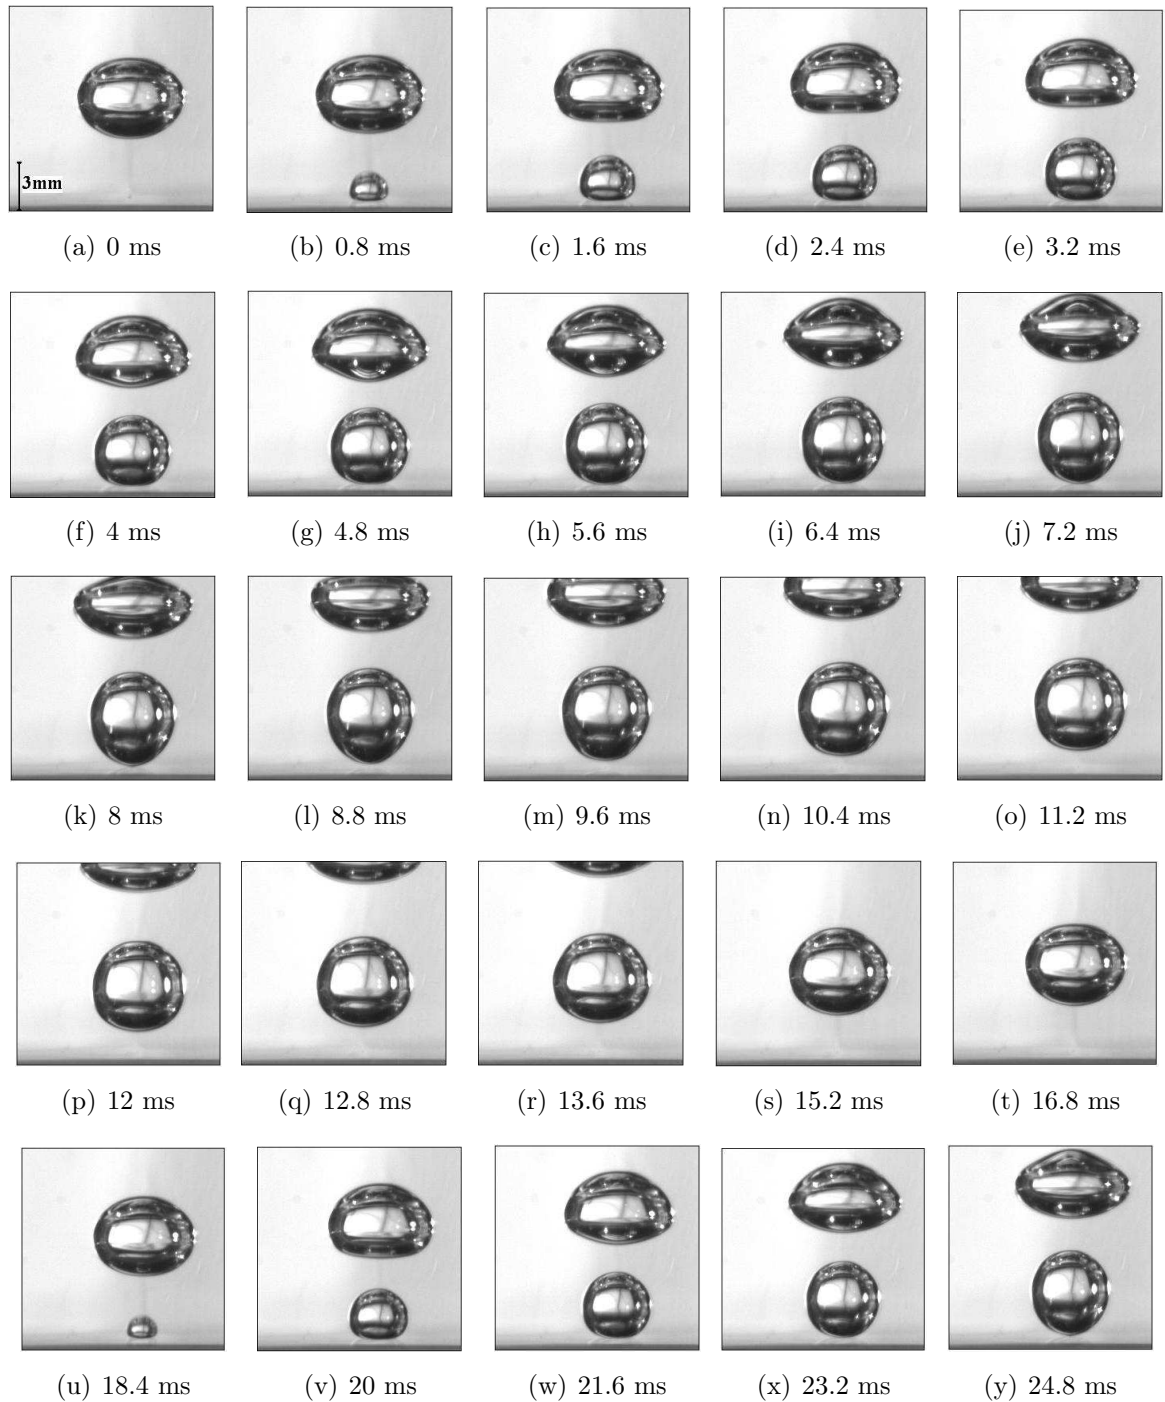 3mm
(a) 0 ms
(b) 0.8 ms
(c) 1.6 ms
(d) 2.4 ms
(e) 3.2 ms
(f) 4 ms
(g) 4.8 ms
(h) 5.6 ms
(i) 6.4 ms
(j) 7.2 ms
(k) 8 ms
(l) 8.8 ms
(m) 9.6 ms
(n) 10.4 ms
(o) 11.2 ms
(p) 12 ms
(q) 12.8 ms
(r) 13.6 ms
(s) 15.2 ms
(t) 16.8 ms
(u) 18.4 ms
(v) 20 ms
(w) 21.6 ms
(x) 23.2 ms
(y) 24.8 ms